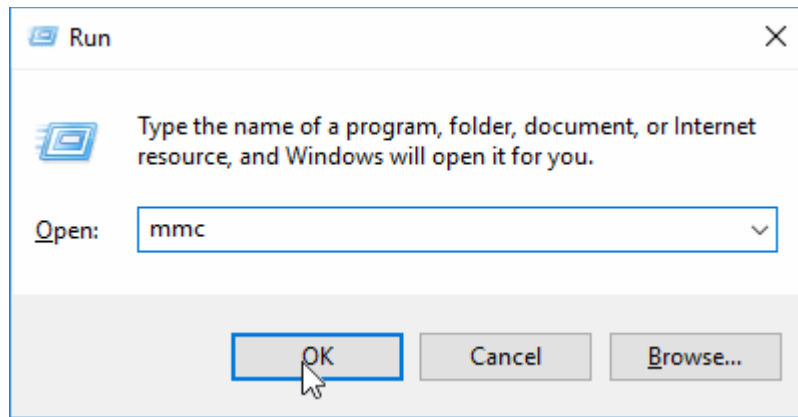 Run
Type the name of a program, folder, document, or Internet
resource, and Windows will open it for you.
Open: mmc
OK Cancel Browse...